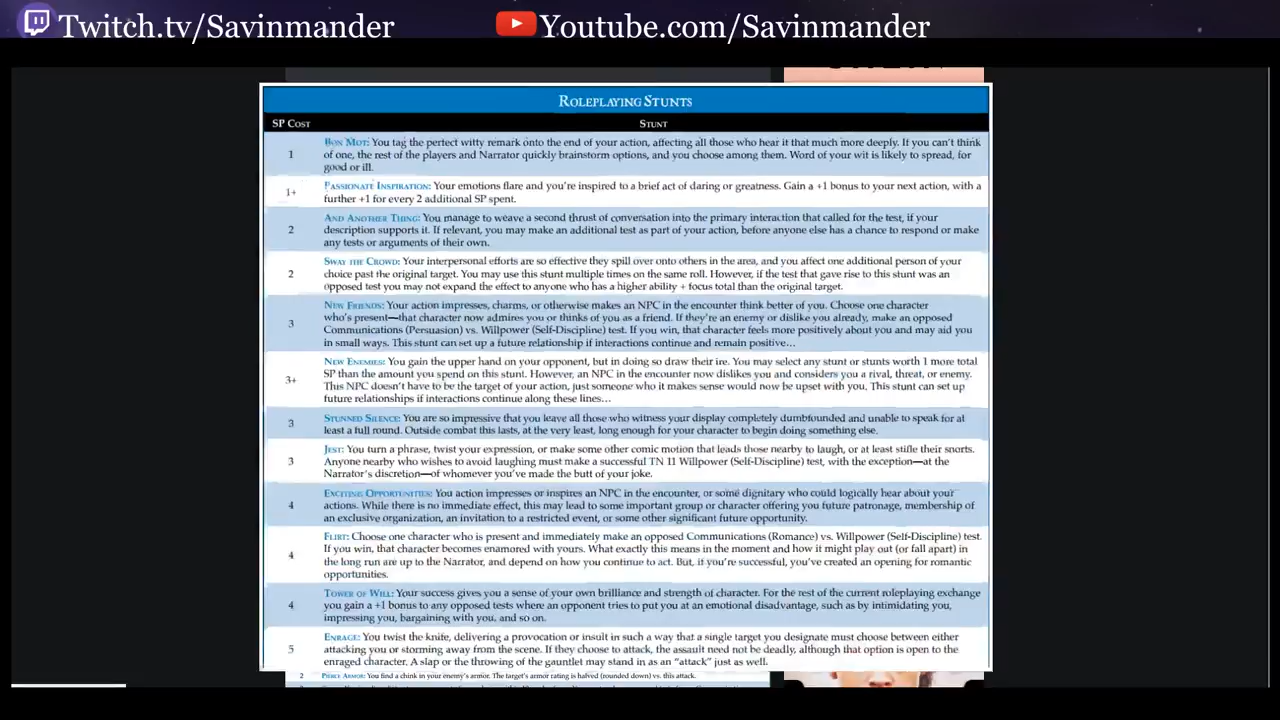 Twitch.tv/Savinmander
Youtube.com/Savinmander
ROLEPLAYING STUNTS
SP COST STUNT
1 BON MOT: You tag the perfect witty remark onto the end of your action, affecting all those who hear it that much more deeply. If you can't think
of one, the rest of the players and Narrator quickly brainstorm options, and you choose among them. Word of your wit is likely to spread, for
good or ill.
1+ PASSIONATE INSPIRATION: Your emotions flare and you're inspired to a brief act of daring or greatness. Gain a +1 bonus to your next action, with a
further +1 for every 2 additional SP spent.
2 AND ANOTHER THING: You manage to weave a second thrust of conversation into the primary interaction that called for the test, if your
description supports it. If relevant, you may make an additional test as part of your action, before anyone else has a chance to respond or make
any tests or arguments of their own.
2 SWAY THE CROWD: Your interpersonal efforts are so effective they spill over onto others in the area, and you affect one additional person of your
choice past the original target. You may use this stunt multiple times on the same roll. However, if the test that gave rise to this stunt was an
opposed test you may not expand the effect to anyone who has a higher ability + focus total than the original target.
3 NEW FRIENDS: Your action impresses, charms, or otherwise makes an NPC in the encounter think better of you. Choose one character
who's present—that character now admires you or thinks of you as a friend. If they're an enemy or dislike you already, make an opposed
Communications (Persuasion) vs. Willpower (Self-Discipline) test. If you win, that character feels more positively about you and may aid you
in small ways. This stunt can set up a future relationship if interactions continue and remain positive…
3+ NEW ENEMIES: You gain the upper hand on your opponent, but in doing so draw their ire. You may select any stunt or stunts worth 1 more total
SP than the amount you spend on this stunt. However, an NPC in the encounter now dislikes you and considers you a rival, threat, or enemy.
This NPC doesn't have to be the target of your action, just someone who it makes sense would now be upset with you. This stunt can set up
future relationships if interactions continue along these lines…
3 STUNNED SILENCE: You are so impressive that you leave all those who witness your display completely dumbfounded and unable to speak for at
least a full round. Outside combat this lasts, at the very least, long enough for your character to begin doing something else.
3 JEST: You turn a phrase, twist your expression, or make some other comic motion that leads those nearby to laugh, or at least stifle their snorts.
Anyone nearby who wishes to avoid laughing must make a successful TN 11 Willpower (Self-Discipline) test, with the exception—at the
Narrator's discretion—of whomever you've made the butt of your joke.
4 EXCITING OPPORTUNITIES: You action impresses or inspires an NPC in the encounter, or some dignitary who could logically hear about your
actions. While there is no immediate effect, this may lead to some important group or character offering you future patronage, membership of
an exclusive organization, an invitation to a restricted event, or some other significant future opportunity.
4 FLIRT: Choose one character who is present and immediately make an opposed Communications (Romance) vs. Willpower (Self-Discipline) test.
If you win, that character becomes enamored with yours. What exactly this means in the moment and how it might play out (or fall apart) in
the long run are up to the Narrator, and depend on how you continue to act. But, if you're successful, you've created an opening for romantic
opportunities.
4 TOWER OF WILL: Your success gives you a sense of your own brilliance and strength of character. For the rest of the current roleplaying exchange
you gain a +1 bonus to any opposed tests where an opponent tries to put you at an emotional disadvantage, such as by intimidating you,
impressing you, bargaining with you, and so on.
5 ENRAGE: You twist the knife, delivering a provocation or insult in such a way that a single target you designate must choose between either
attacking you or storming away from the scene. If they choose to attack, the assault need not be deadly, although that option is open to the
enraged character. A slap or the throwing of the gauntlet may stand in as an "attack" just as well.
2 PIERCE ARMOR: You find a chink in your enemy's armor. The target's armor rating is halved (rounded down) vs. this attack.